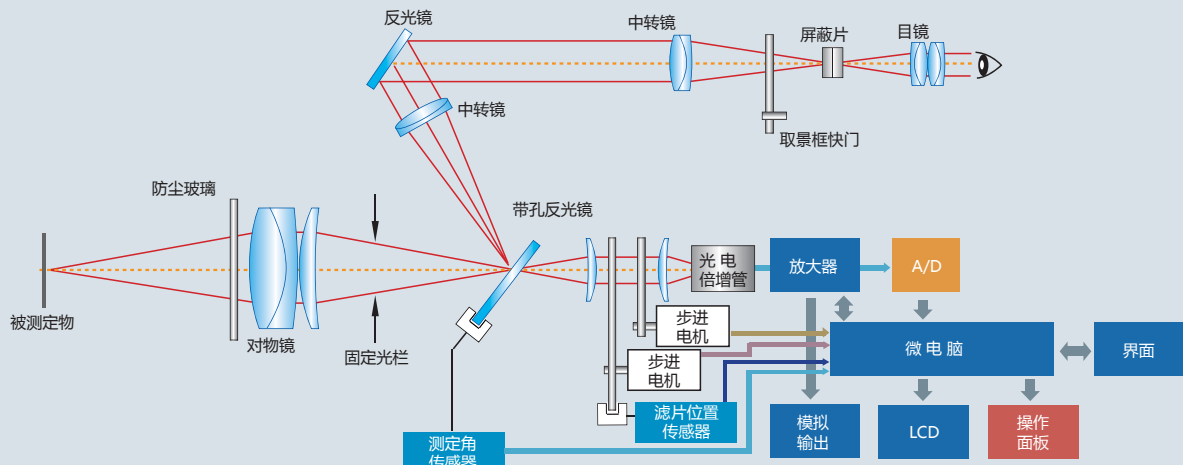 反光镜
中转镜
屏蔽片
目镜
中转镜
取景框快门
防尘玻璃
带孔反光镜
光电
倍增管
放大器
A/D
被测定物
对物镜
固定光栏
步进
电机
步进
电机
微电脑
界面
滤片位置
传感器
模拟
输出
LCD
操作
面板
测定角
传感器